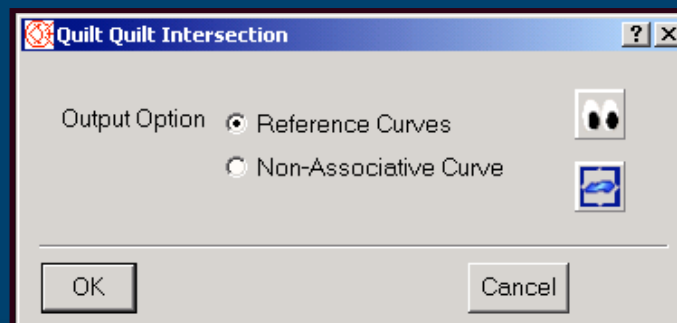 Quilt Quilt Intersection ? X
Output Option Reference Curves
Non-Associative Curve
OK Cancel